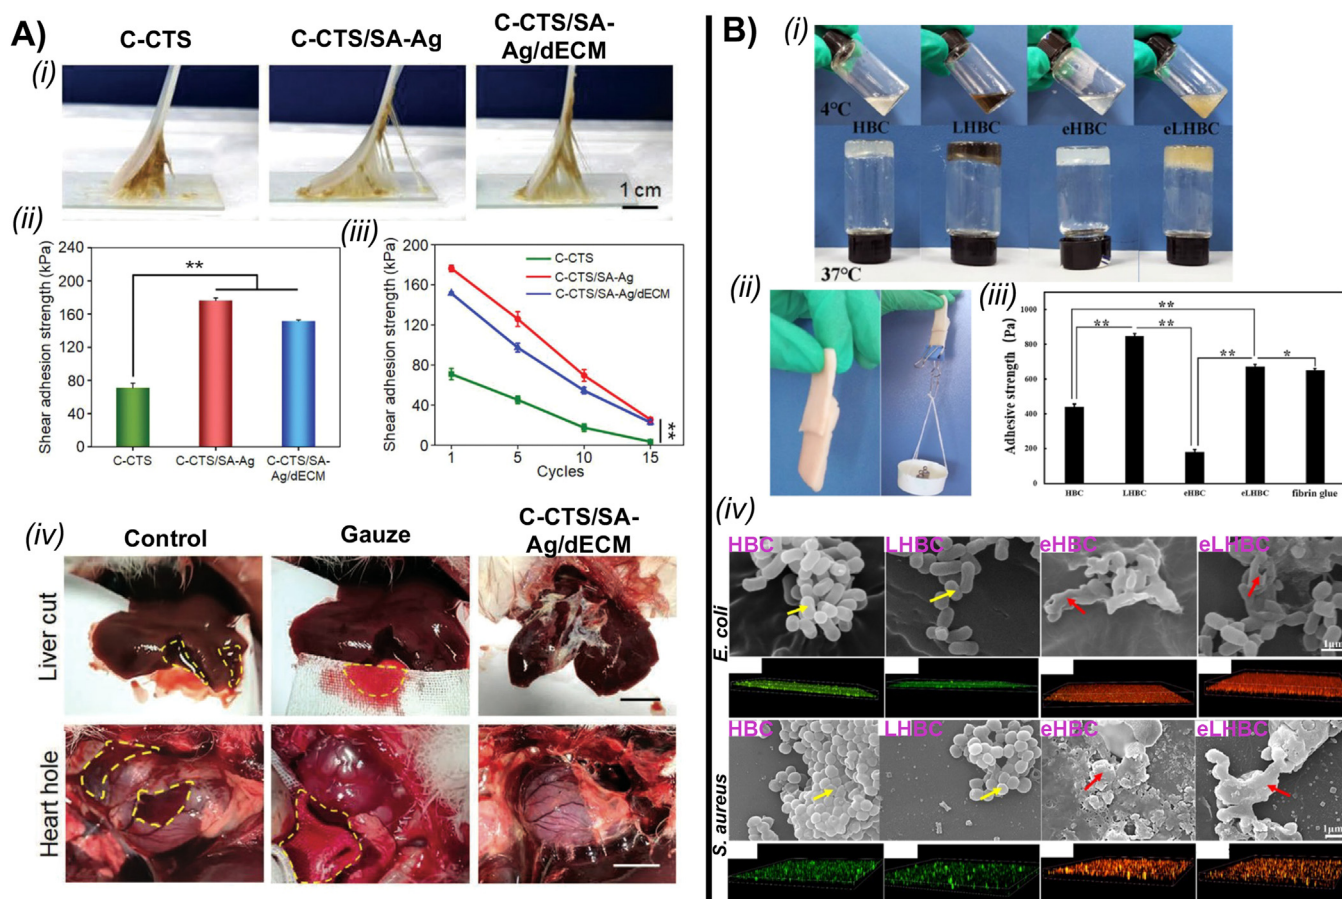 A)
C-CTS
C-CTS/SA-Ag
C-CTS/SA-
Ag/dECM
(i)
1 cm
(ii)
Shear adhesion strength (kPa)
240
200
160
120
80
40
0
**
C-CTS
C-CTS/SA-Ag
C-CTS/SA-
Ag/dECM
(iii)
Shear adhesion strength (kPa)
200
160
120
80
40
0
C-CTS
C-CTS/SA-Ag
C-CTS/SA-Ag/dECM
**
1
5
10
15
Cycles
(iv)
Control
Gauze
C-CTS/SA-
Ag/dECM
Liver cut
Heart hole
B)
(i)
4°C
HBC
LHBC
eHBC
eLHBC
37°C
(ii)
(iii)
Adhesive strength (Pa)
1000
800
600
400
200
0
**
**
**
**
*
HBC
LHBC
eHBC
eLHBC
fibrin glue
(iv)
E. coli
HBC
LHBC
eHBC
eLHBC
1μm
S. aureus
HBC
LHBC
eHBC
eLHBC
1μm